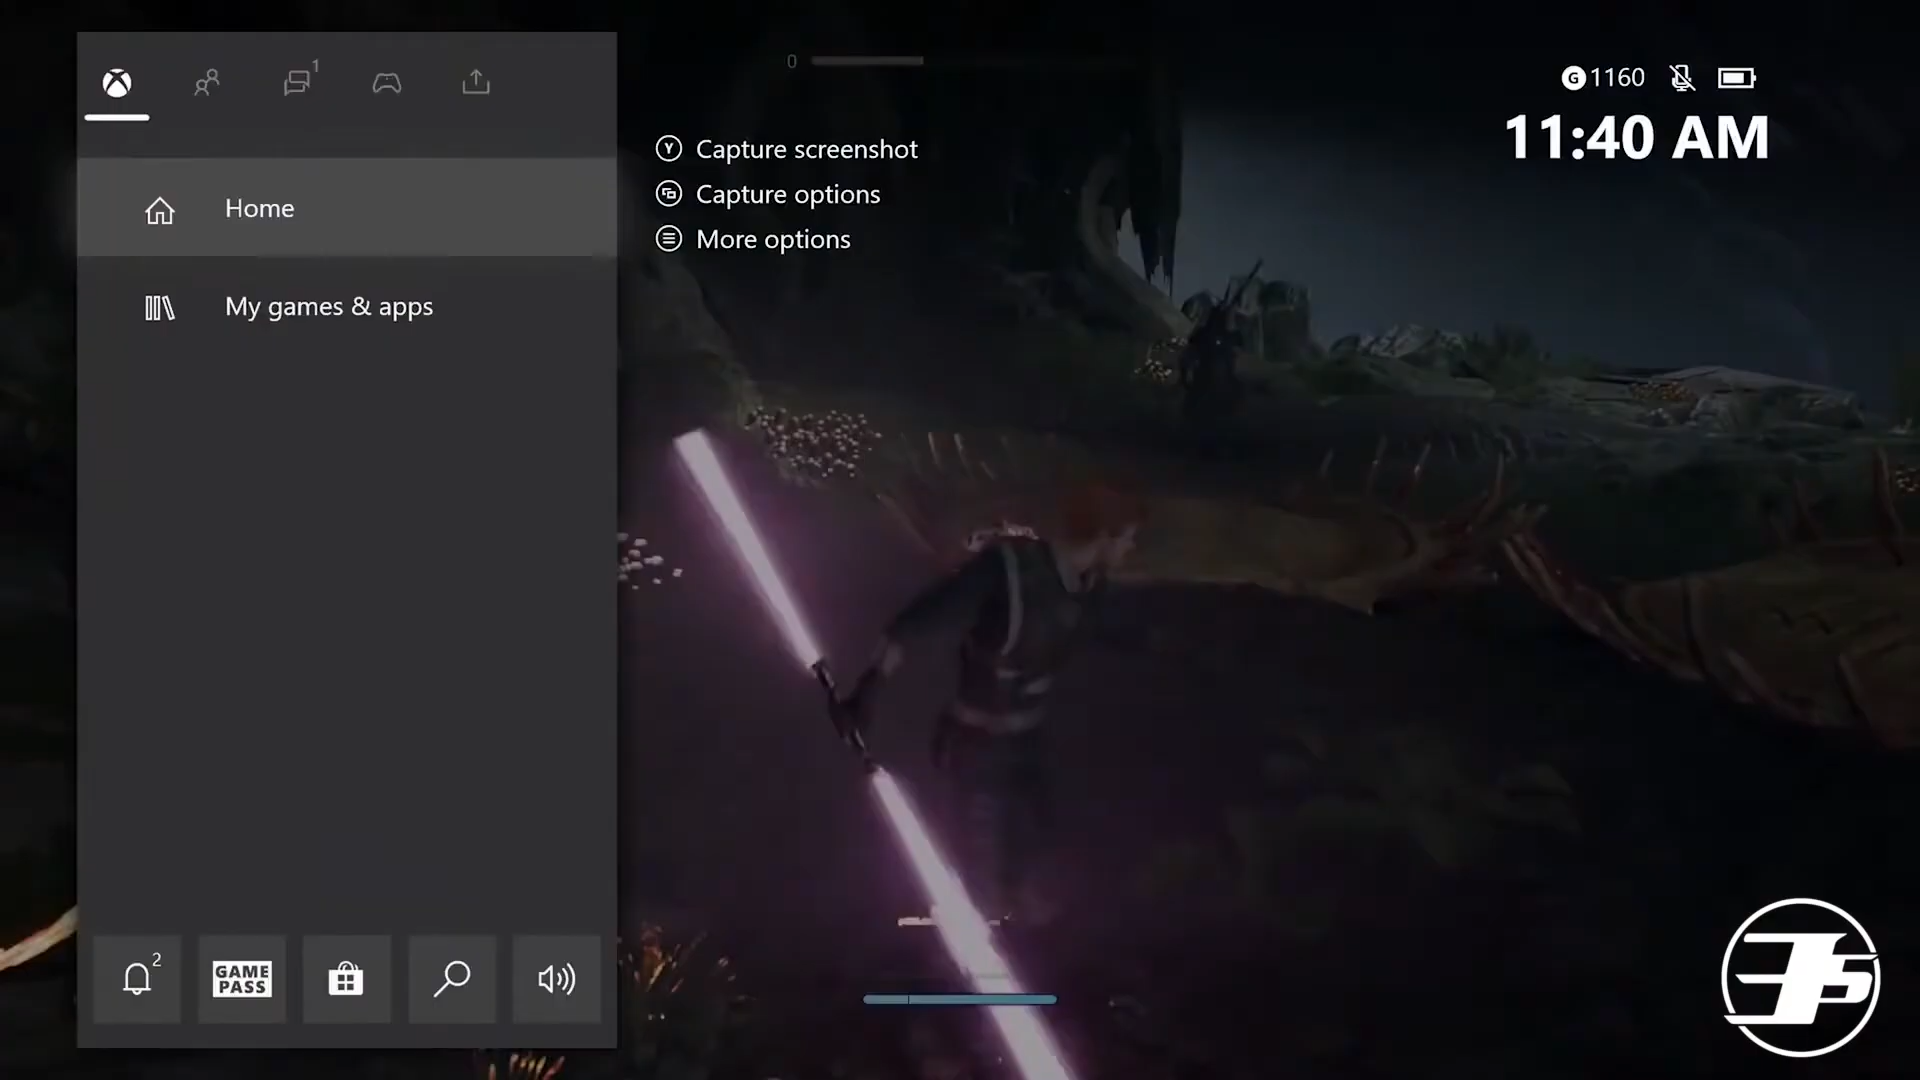 1
0
G 1160
11:40 AM
Y Capture screenshot
Capture options
More options
Home
My games & apps
2
GAME
PASS